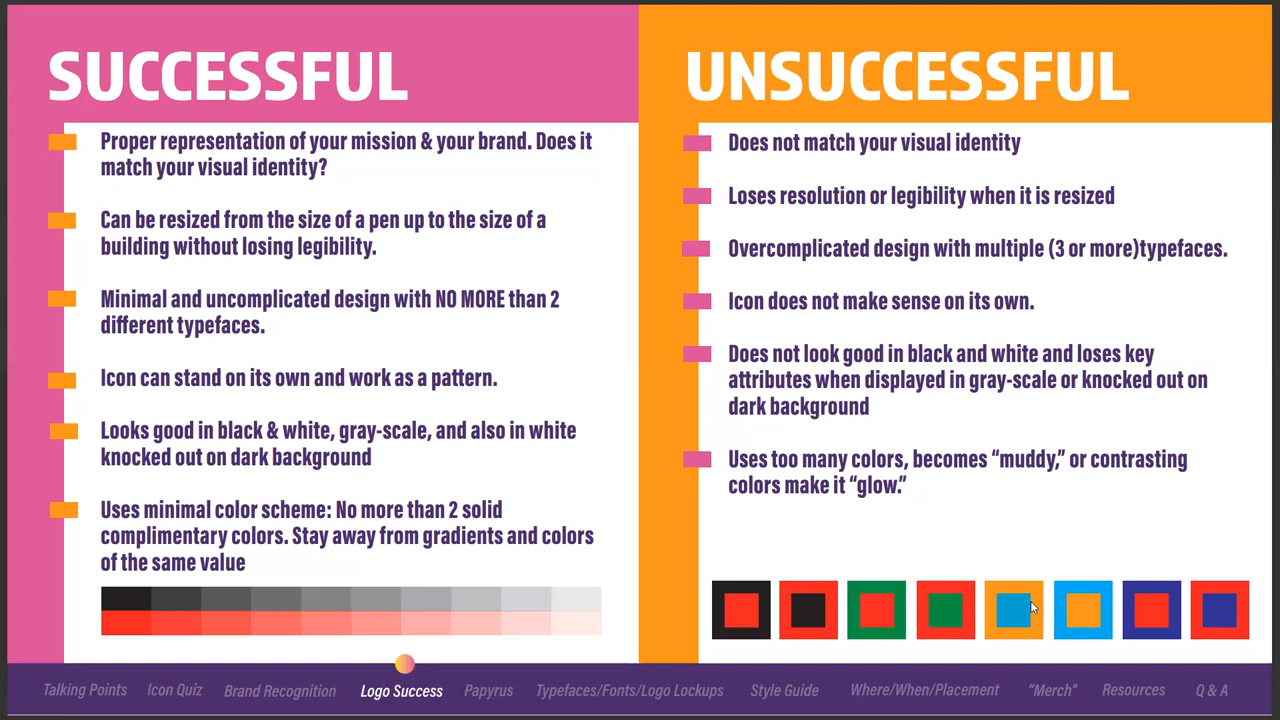 SUCCESSFUL
Proper representation of your mission & your brand. Does it
match your visual identity?
Can be resized from the size of a pen up to the size of a
building without losing legibility.
Minimal and uncomplicated design with NO MORE than 2
different typefaces.
Icon can stand on its own and work as a pattern.
Looks good in black & white, gray-scale, and also in white
knocked out on dark background
Uses minimal color scheme: No more than 2 solid
complimentary colors. Stay away from gradients and colors
of the same value
UNSUCCESSFUL
Does not match your visual identity
Loses resolution or legibility when it is resized
Overcomplicated design with multiple (3 or more)typefaces.
Icon does not make sense on its own.
Does not look good in black and white and loses key
attributes when displayed in gray-scale or knocked out on
dark background
Uses too many colors, becomes “muddy,” or contrasting
colors make it “glow.”
Talking Points Icon Quiz Brand Recognition Logo Success Papyrus Typefaces/Fonts/Logo Lockups Style Guide Where/When/Placement “Merch” Resources Q & A